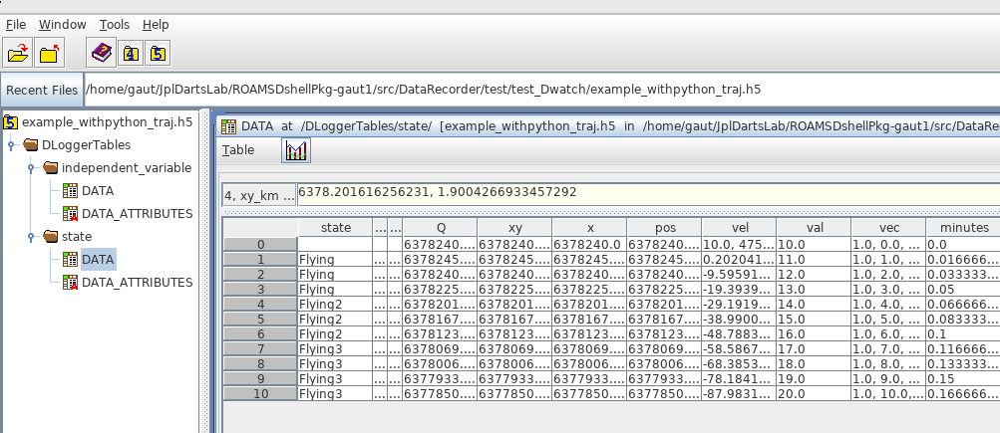 File Window Tools Help
4 5
Recent Files /home/gaut/JplDartsLab/ROAMSDshellPkg-gaut1/src/DataRecorder/test/test_Dwatch/example_withpython_traj.h5
5 example_withpython_traj.h5
DLoggerTables
independent_variable
DATA
DATA_ATTRIBUTES
state
DATA
DATA_ATTRIBUTES
DATA at /DLoggerTables/state/ [example_withpython_traj.h5 in /home/gaut/JplDartsLab/ROAMSDshellPkg-gaut1/src/DataRe
Table
4, xy_km ... 6378.201616256231, 1.9004266933457292
state ... ... Q xy x pos vel val vec minutes
0 6378240.... 6378240.... 6378240.0 6378240.... 10.0, 475... 10.0 1.0, 0.0, ... 0.0
1 Flying ... ... 6378245.... 6378245.... 6378245.... 6378245.... 0.202041... 11.0 1.0, 1.0, ... 0.016666...
2 Flying ... ... 6378240.... 6378240.... 6378240.... 6378240.... -9.59591... 12.0 1.0, 2.0, ... 0.033333...
3 Flying ... ... 6378225.... 6378225.... 6378225.... 6378225.... -19.3939... 13.0 1.0, 3.0, ... 0.05
4 Flying2 ... ... 6378201.... 6378201.... 6378201.... 6378201.... -29.1919... 14.0 1.0, 4.0, ... 0.066666...
5 Flying2 ... ... 6378167.... 6378167.... 6378167.... 6378167.... -38.9900... 15.0 1.0, 5.0, ... 0.083333...
6 Flying2 ... ... 6378123.... 6378123.... 6378123.... 6378123.... -48.7883... 16.0 1.0, 6.0, ... 0.1
7 Flying3 ... ... 6378069.... 6378069.... 6378069.... 6378069.... -58.5867... 17.0 1.0, 7.0, ... 0.116666...
8 Flying3 ... ... 6378006.... 6378006.... 6378006.... 6378006.... -68.3853... 18.0 1.0, 8.0, ... 0.133333...
9 Flying3 ... ... 6377933.... 6377933.... 6377933.... 6377933.... -78.1841... 19.0 1.0, 9.0, ... 0.15
10 Flying3 ... ... 6377850.... 6377850.... 6377850.... 6377850.... -87.9831... 20.0 1.0, 10.0,... 0.166666...